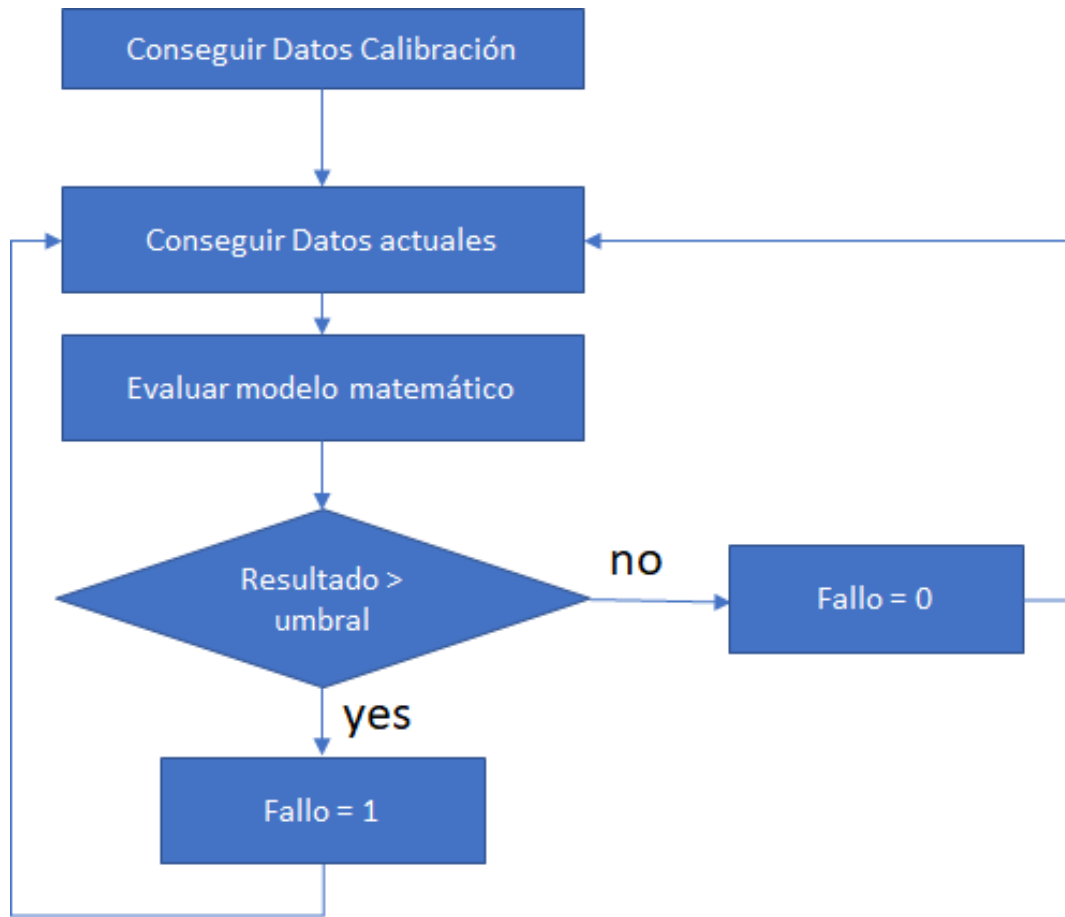 Conseguir Datos Calibración
Conseguir Datos actuales
Evaluar modelo matemático
Resultado >
umbral
no
Fallo = 0
yes
Fallo = 1